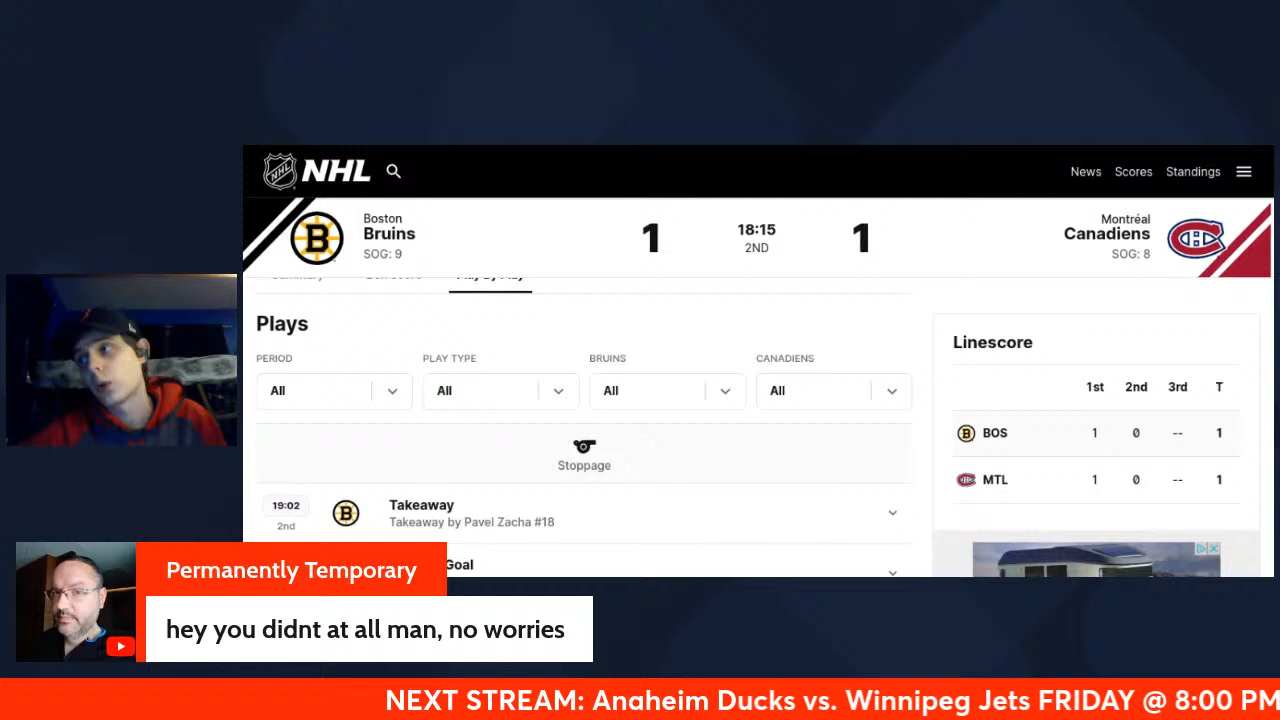 NHL
News Scores Standings
Boston
Bruins
SOG: 9
1
18:15
2ND
1
Montréal
Canadiens
SOG: 8
Plays
PERIOD PLAY TYPE BRUINS CANADIENS
All All All All
Stoppage
19:02
2nd
Takeaway
Takeaway by Pavel Zacha #18
Goal
Linescore
1st 2nd 3rd T
BOS 1 0 -- 1
MTL 1 0 -- 1
Permanently Temporary
hey you didnt at all man, no worries
NEXT STREAM: Anaheim Ducks vs. Winnipeg Jets FRIDAY @ 8:00 PM